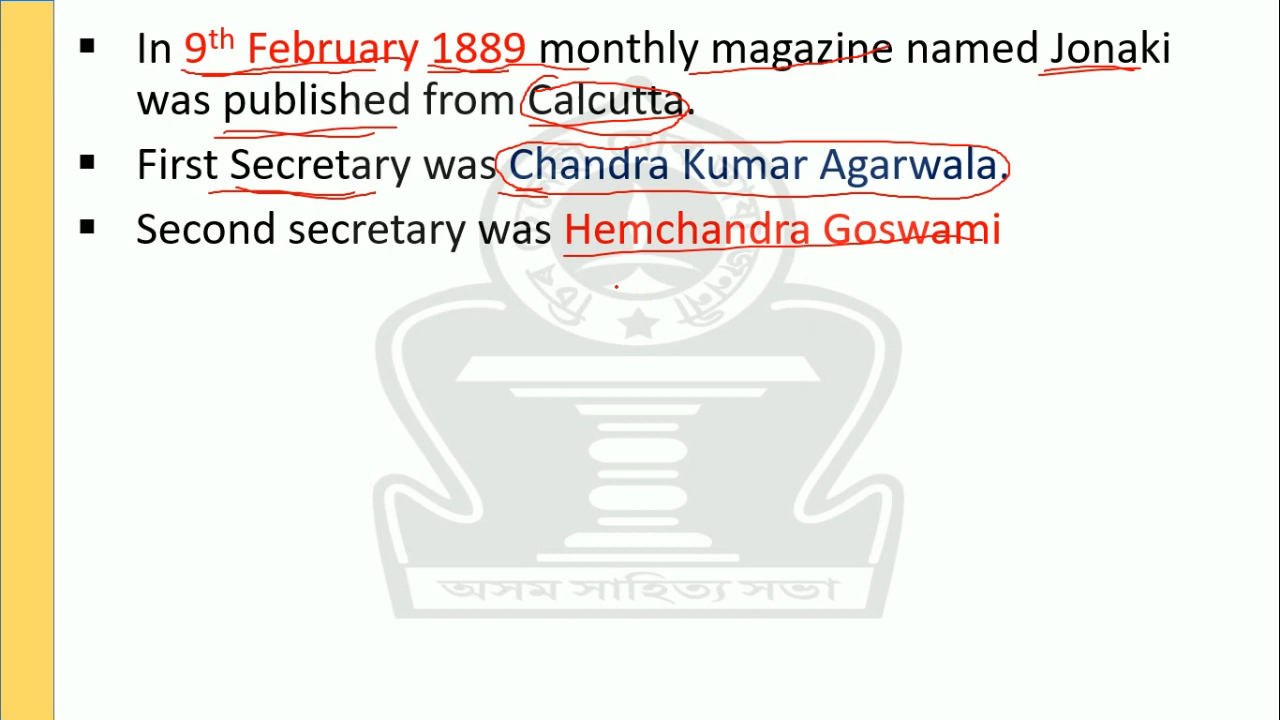 ▪ In 9th February 1889 monthly magazine named Jonaki
was published from Calcutta.
▪ First Secretary was Chandra Kumar Agarwala.
▪ Second secretary was Hemchandra Goswami
অসম সাহিত্য সভা